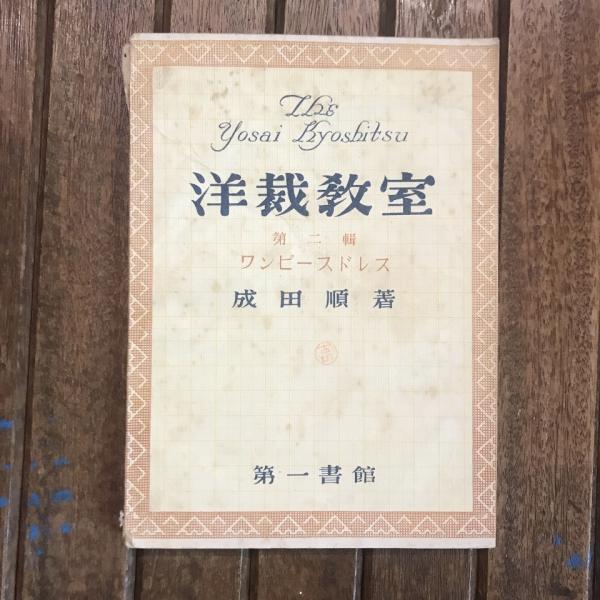 The
Yosai Kyoshitsu
洋裁教室
第二輯
ワンピースドレス
成田順著
第一書館